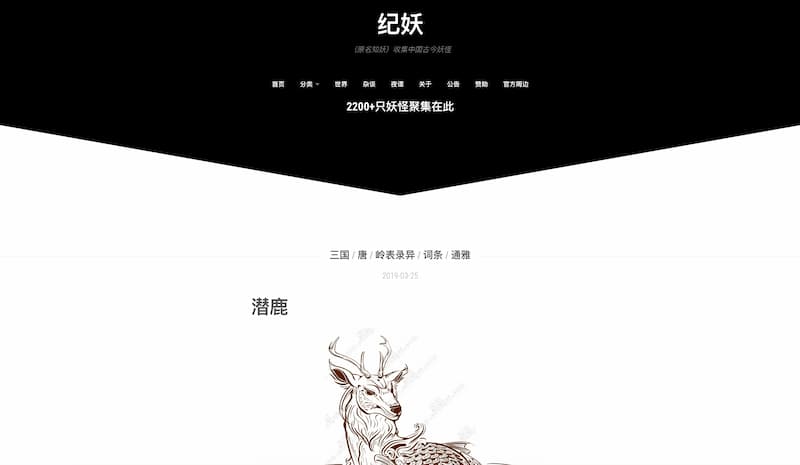 纪妖
(原名知妖）收集中国古今妖怪
首页 分类 世界 杂谈 夜谭 关于 公告 赞助 官方周边
2200+只妖怪聚集在此
三国 / 唐 / 岭表录异 / 词条 / 通雅
2019-03-25
潜鹿